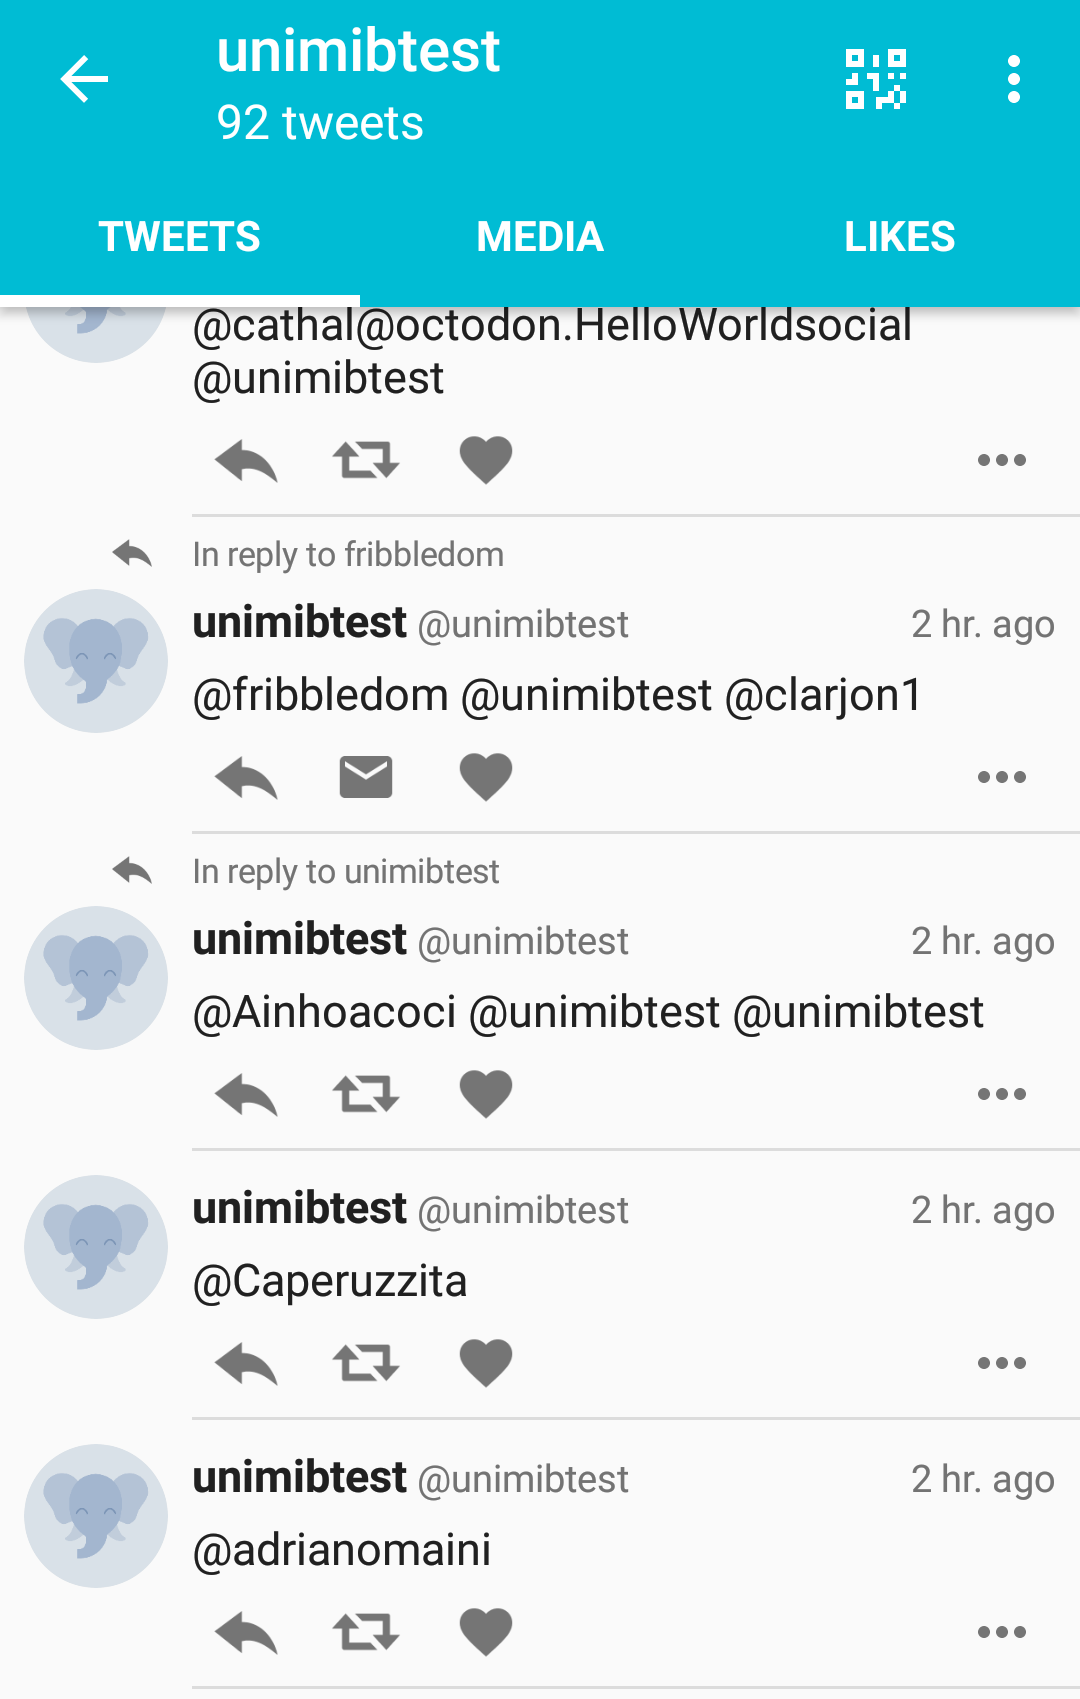 unimibtest
92 tweets
TWEETS
MEDIA
LIKES
@cathal@octodon.HelloWorldsocial
@unimibtest
In reply to fribbledom
unimibtest @unimibtest
2 hr. ago
@fribbledom @unimibtest @clarjon1
In reply to unimibtest
unimibtest @unimibtest
2 hr. ago
@Ainhoacoci @unimibtest @unimibtest
unimibtest @unimibtest
2 hr. ago
@Caperuzzita
unimibtest @unimibtest
2 hr. ago
@adrianomaini